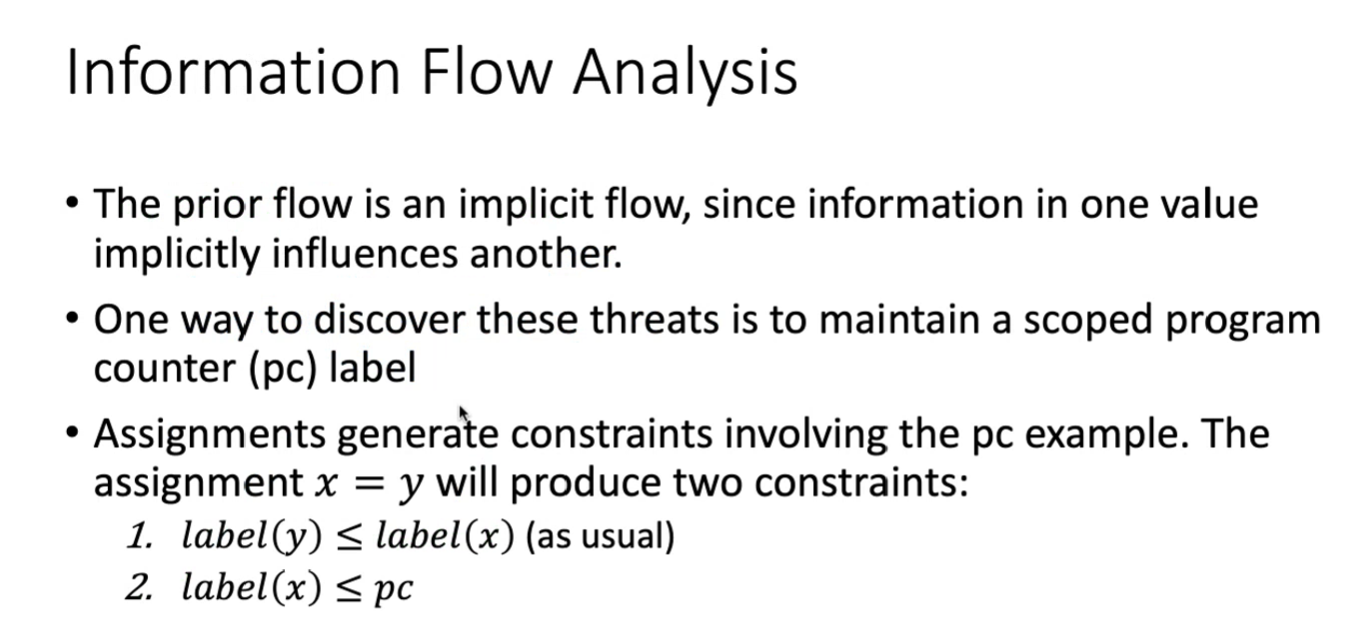 Information Flow Analysis
• The prior flow is an implicit flow, since information in one value
implicitly influences another.
• One way to discover these threats is to maintain a scoped program
counter (pc) label
• Assignments generate constraints involving the pc example. The
assignment x = y will produce two constraints:
1. label(y) ≤ label(x) (as usual)
2. label(x) ≤ pc